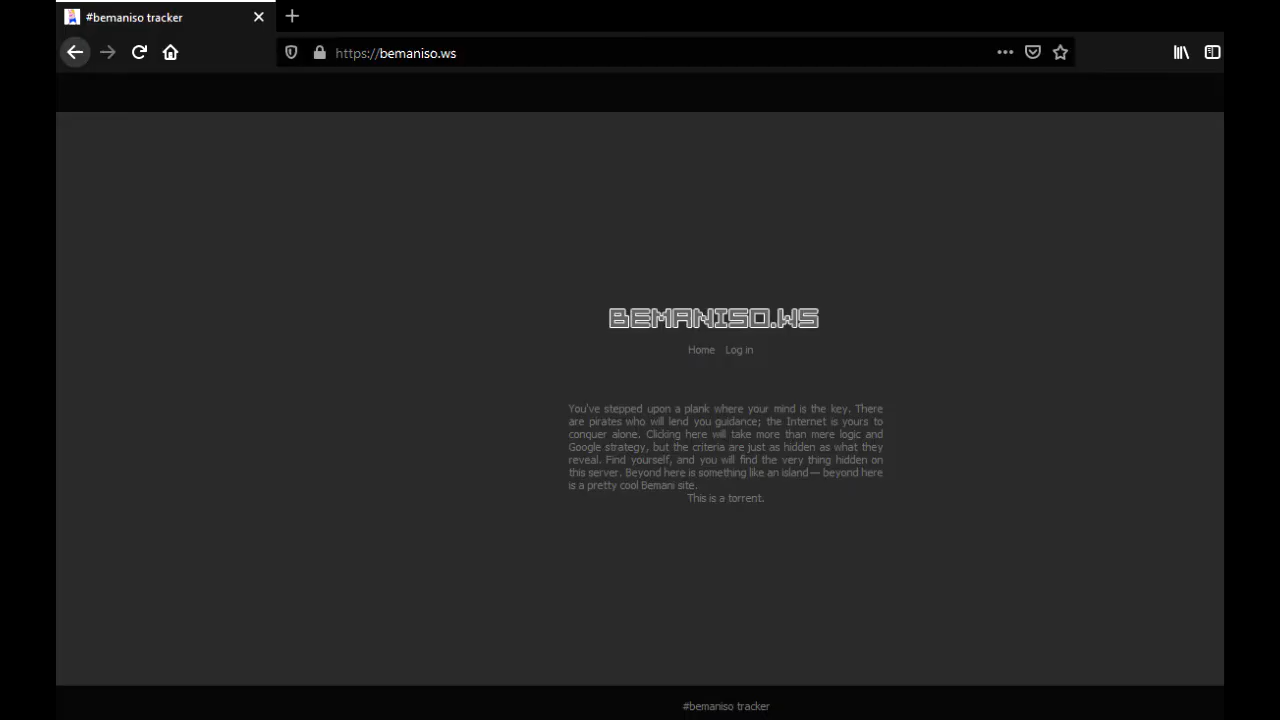 #bemaniso tracker
https://bemaniso.ws
BEMANISO.WS
Home Log in
You've stepped upon a plank where your mind is the key. There
are pirates who will lend you guidance; the Internet is yours to
conquer alone. Clicking here will take more than mere logic and
Google strategy, but the criteria are just as hidden as what they
reveal. Find yourself, and you will find the very thing hidden on
this server. Beyond here is something like an island— beyond here
is a pretty cool Bemani site.
This is a torrent.
#bemaniso tracker